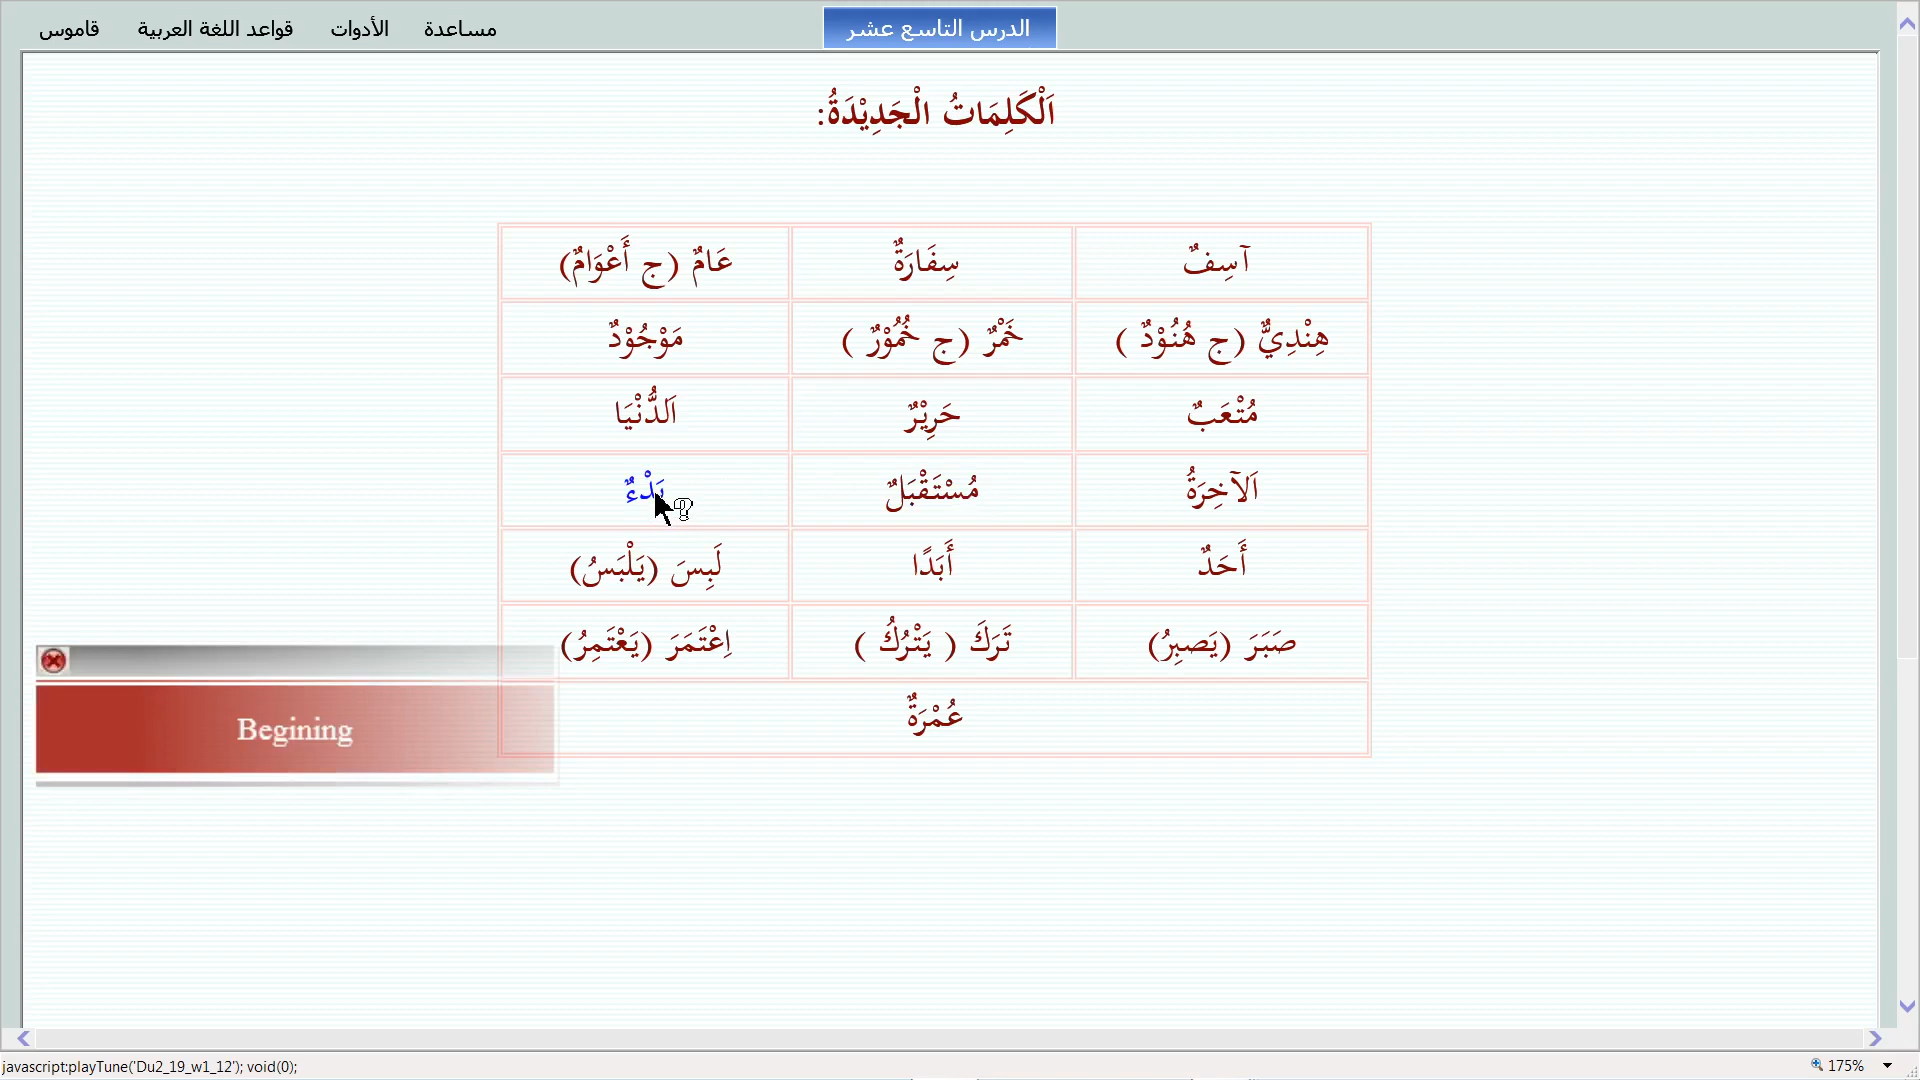 قاموس قواعد اللغة العربية الأدوات مساعدة الدرس التاسع عشر
اَلْكَلِمَاتُ الْجَدِيْدَةُ:
آسِفٌ سِفَارَةٌ عَامٌ (ج أَعْوَامٌ)
هِنْدِيٌّ (ج هُنُوْدٌ ) خَمْرٌ (ج خُمُوْرٌ ) مَوْجُوْدٌ
مُتْعَبٌ حَرِيْرٌ اَلدُّنْيَا
اَلآخِرَةُ مُسْتَقْبَلٌ بَدْءٌ
أَحَدٌ أَبَدًا لَبِسَ (يَلْبَسُ)
صَبَرَ (يَصبِرُ) تَرَكَ ( يَتْرُكُ ) اِعْتَمَرَ (يَعْتَمِرُ)
عُمْرَةٌ
Begining
javascript:playTune('Du2_19_w1_12'); void(0);
175%